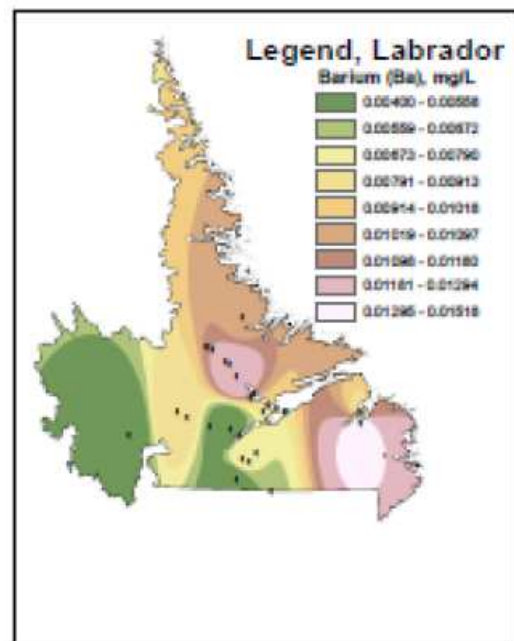 Legend, Labrador
Barium (Ba), mg/L
0.00400 - 0.00558
0.00559 - 0.00672
0.00673 - 0.00790
0.00791 - 0.00913
0.00914 - 0.01018
0.01019 - 0.01097
0.01098 - 0.01180
0.01181 - 0.01294
0.01295 - 0.01518